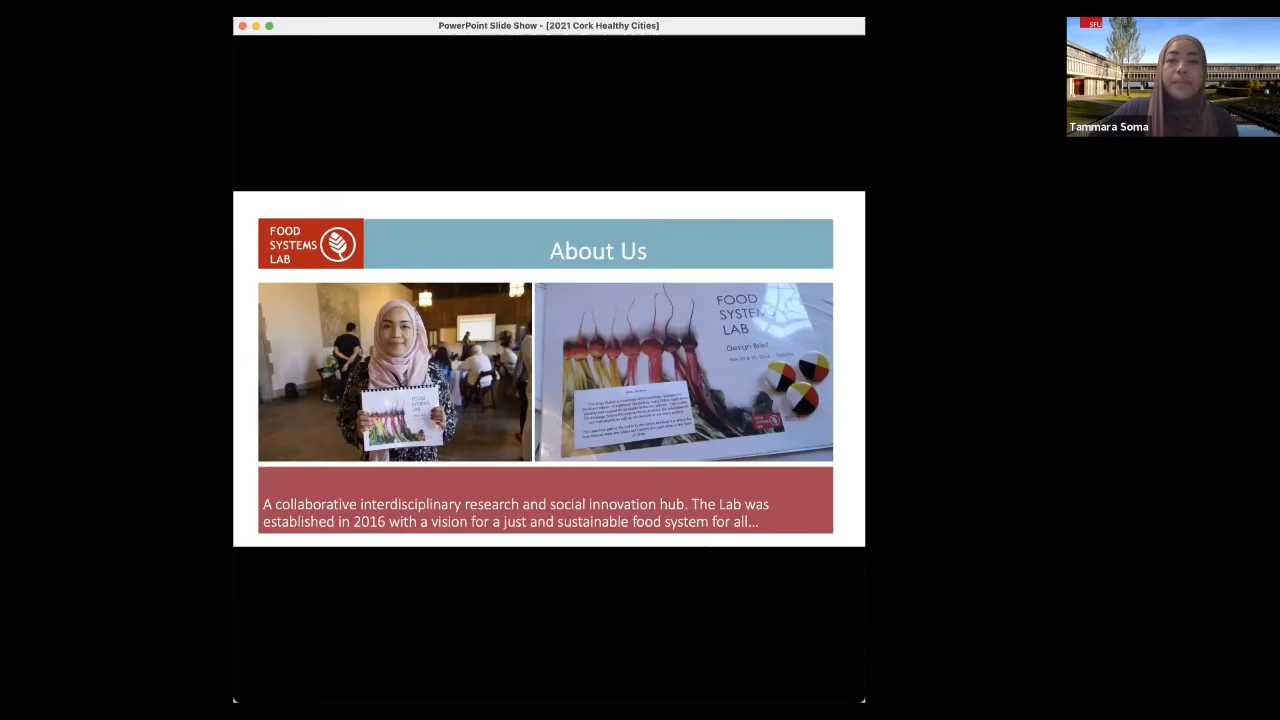 PowerPoint Slide Show - [2021 Cork Healthy Cities]
SFU
Tammara Soma
FOOD
SYSTEMS
LAB
About Us
FOOD
SYSTEMS
LAB
FOOD
SYSTEMS
LAB
Design Brief
A collaborative interdisciplinary research and social innovation hub. The Lab was
established in 2016 with a vision for a just and sustainable food system for all...